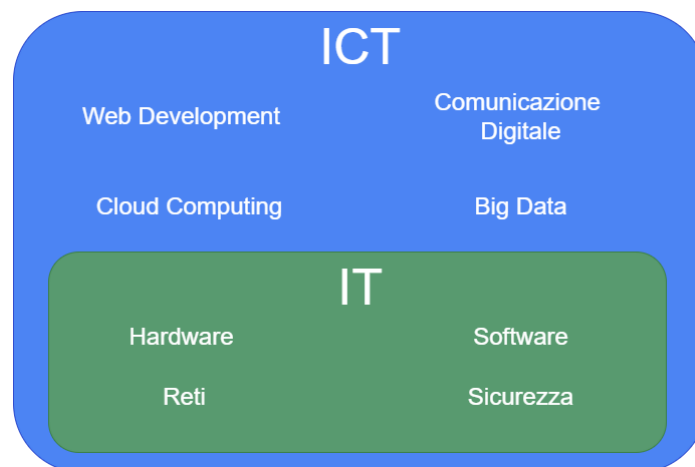 ICT
Web Development
Comunicazione
Digitale
Cloud Computing
Big Data
IT
Hardware
Software
Reti
Sicurezza